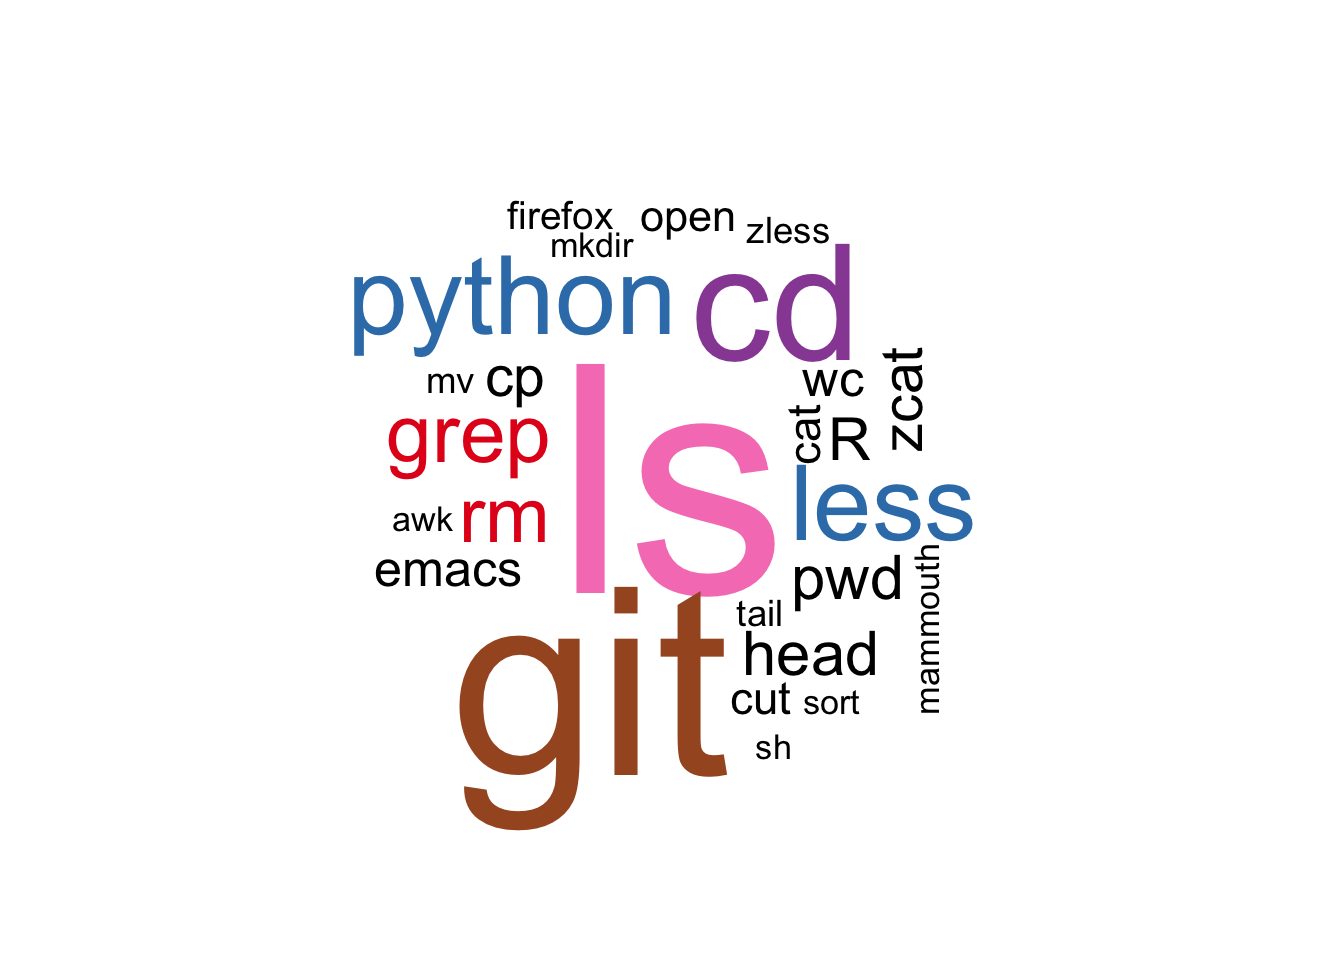 firefox open zless
mkdir
python cd
mv cp wc zcat
cat R
grep ls
less
awk rm
emacs pwd mammouth
git tail
head
cut sort
sh